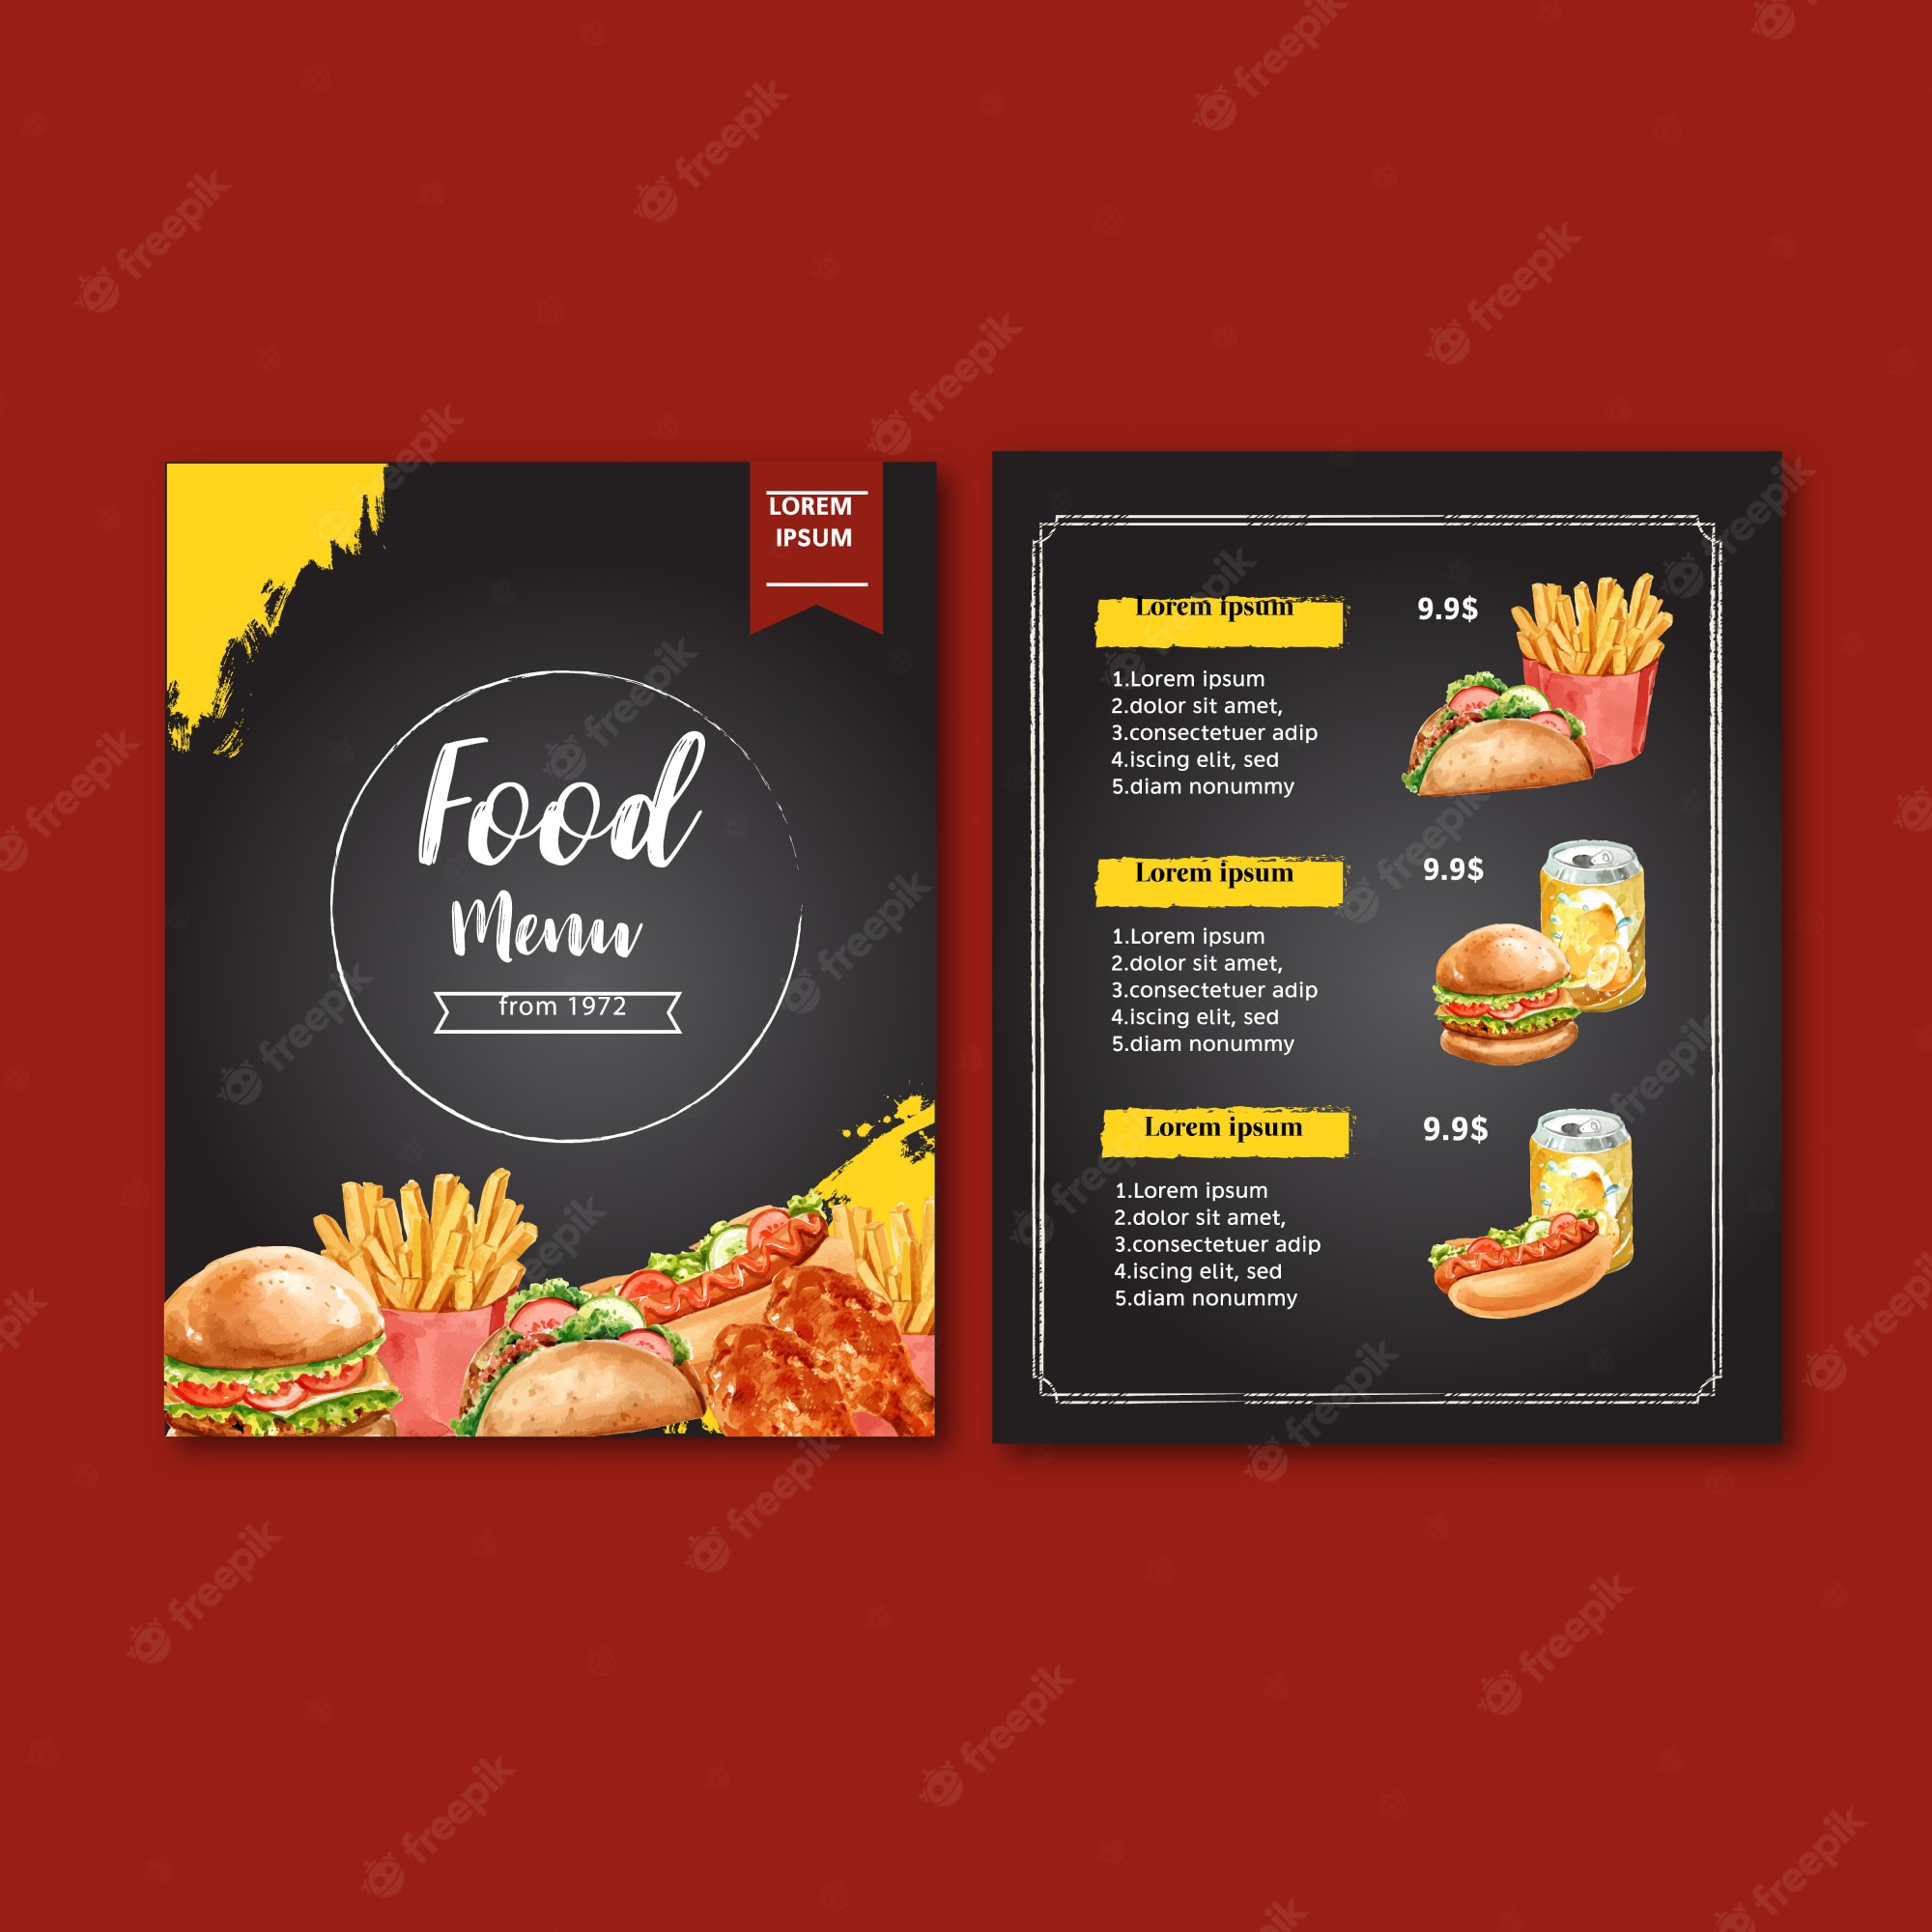 LOREM
IPSUM
Food
Menu
from 1972
Lorem ipsum
9.9$
1.Lorem ipsum
2.dolor sit amet,
3.consectetuer adip
4.iscing elit, sed
5.diam nonummy
Lorem ipsum
9.9$
1.Lorem ipsum
2.dolor sit amet,
3.consectetuer adip
4.iscing elit, sed
5.diam nonummy
Lorem ipsum
9.9$
1.Lorem ipsum
2.dolor sit amet,
3.consectetuer adip
4.iscing elit, sed
5.diam nonummy
freepik